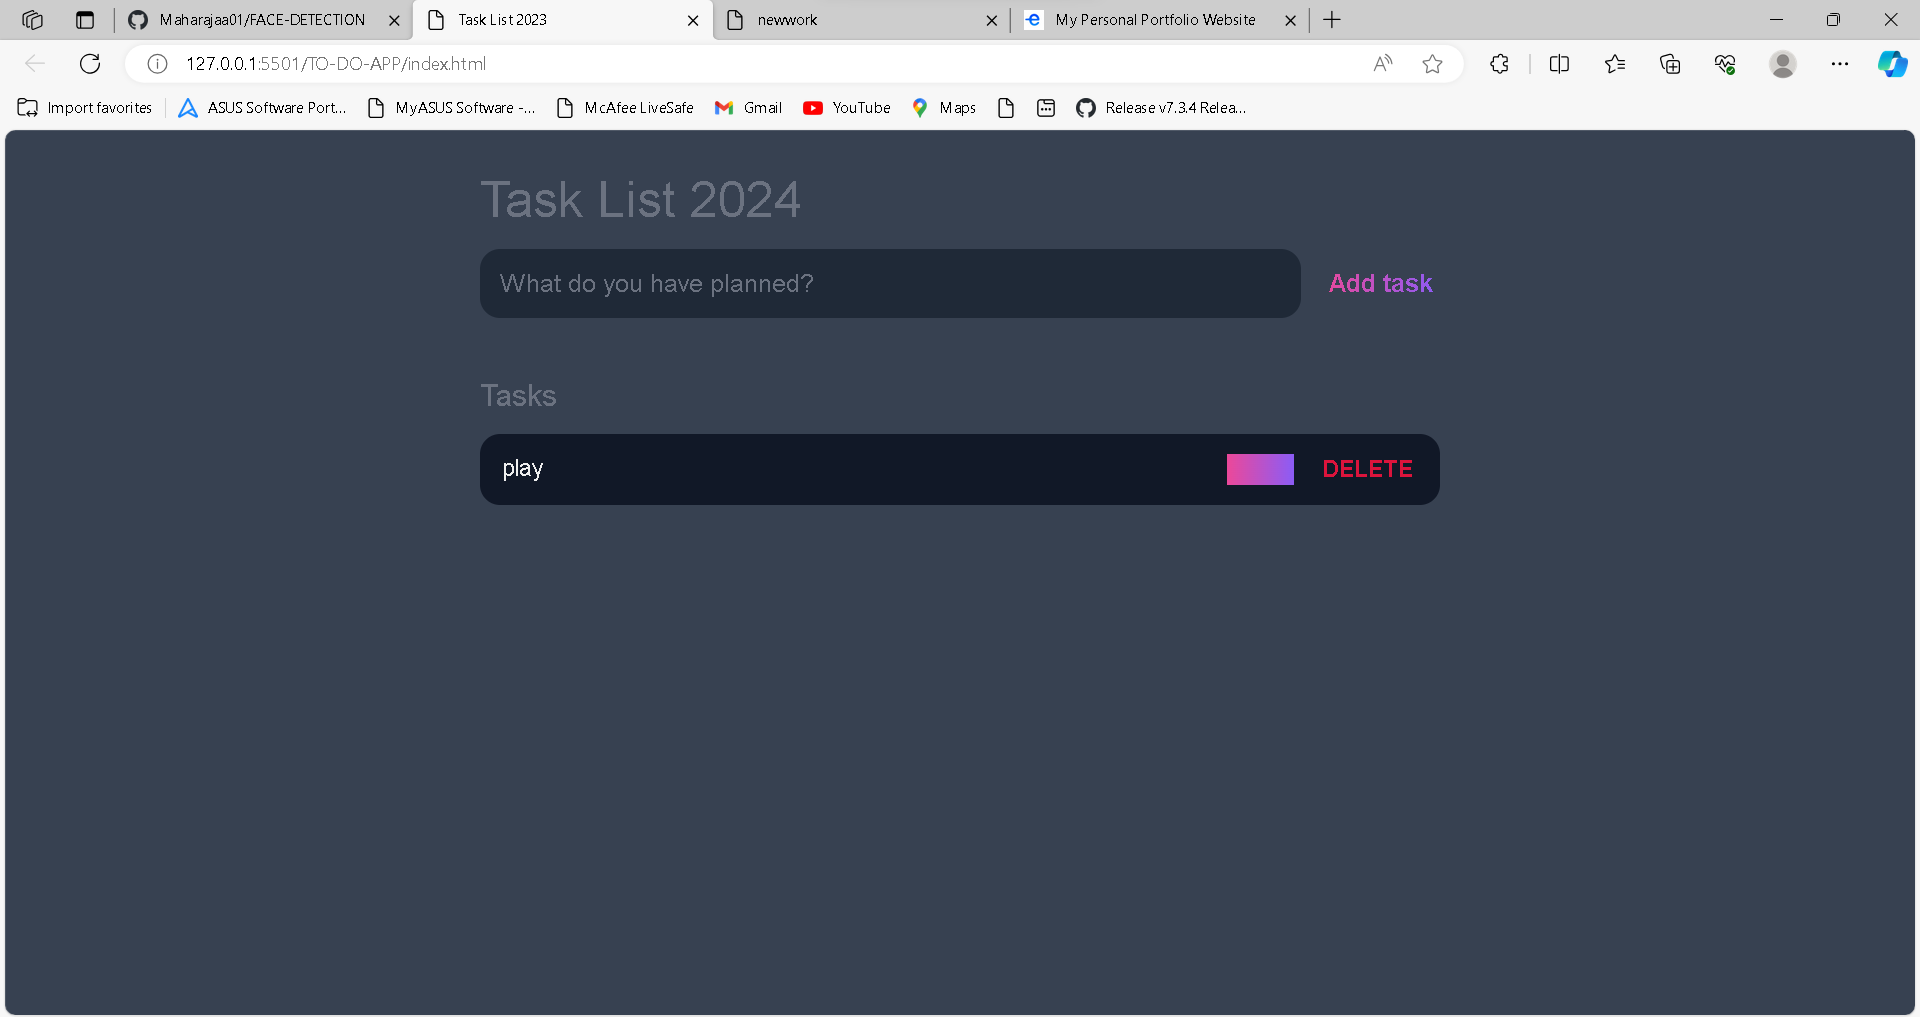 Maharajaa01/FACE-DETECTION Task List 2023 newwork My Personal Portfolio Website
127.0.0.1:5501/TO-DO-APP/index.html
Import favorites ASUS Software Port... MyASUS Software -... McAfee LiveSafe Gmail YouTube Maps Release v7.3.4 Relea...
Task List 2024
What do you have planned? Add task
Tasks
play DELETE